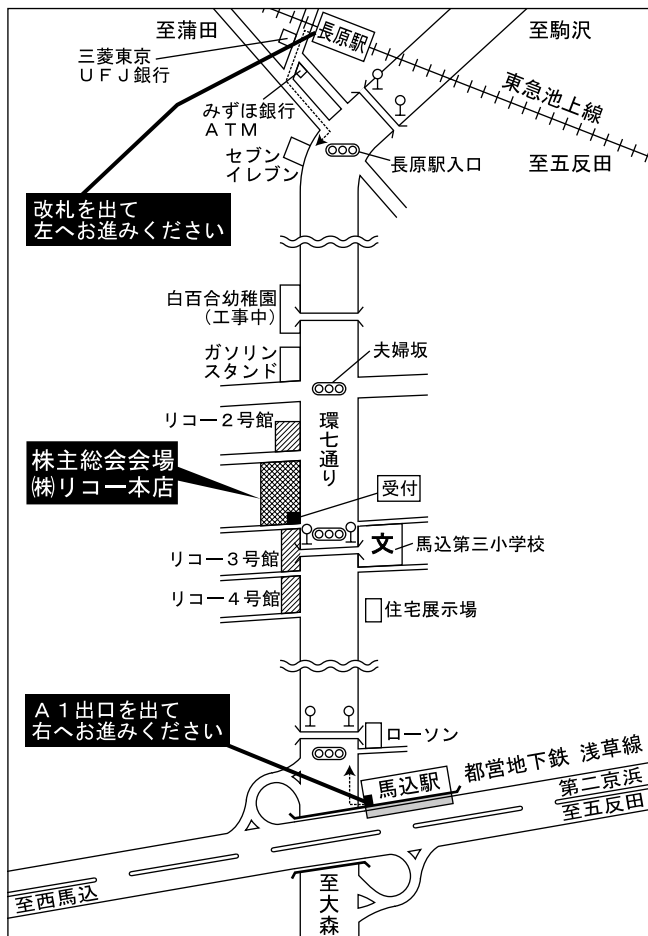 至蒲田
長原駅
至駒沢
三菱東京
ＵＦＪ銀行
東急池上線
みずほ銀行
ＡＴＭ
セブン
イレブン
長原駅入口
至五反田
改札を出て
左へお進みください
白百合幼稚園
（工事中）
ガソリン
スタンド
夫婦坂
リコー２号館
環七通り
株主総会会場
㈱リコー本店
受付
文
馬込第三小学校
リコー３号館
リコー４号館
住宅展示場
Ａ１出口を出て
右へお進みください
ローソン
馬込駅
都営地下鉄 浅草線
第二京浜
至五反田
至西馬込
至大森